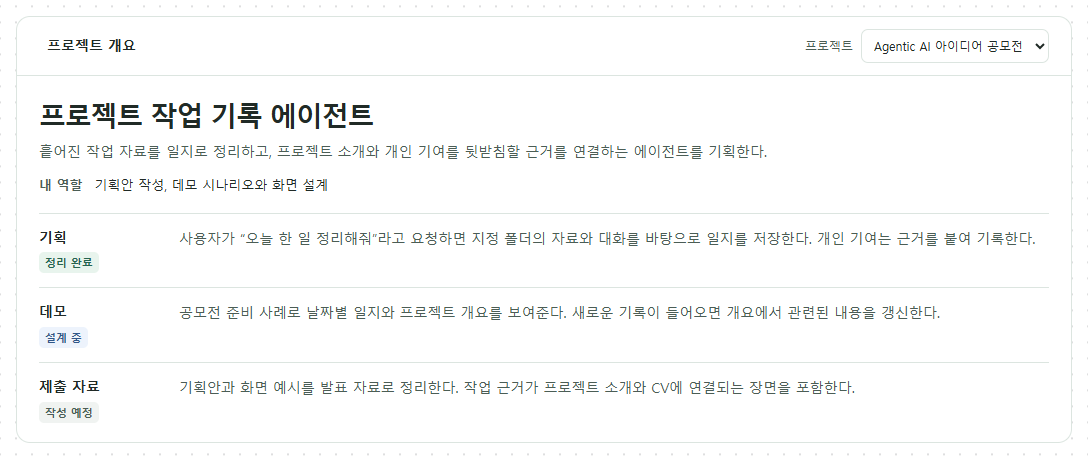 프로젝트 개요
프로젝트 Agentic AI 아이디어 공모전
프로젝트 작업 기록 에이전트
흩어진 작업 자료를 일지로 정리하고, 프로젝트 소개와 개인 기여를 뒷받침할 근거를 연결하는 에이전트를 기획한다.
내 역할 기획안 작성, 데모 시나리오와 화면 설계
기획 사용자가 “오늘 한 일 정리해줘”라고 요청하면 지정 폴더의 자료와 대화를 바탕으로 일지를 저장한다. 개인 기여는 근거를 붙여 기록한다.
정리 완료
데모 공모전 준비 사례로 날짜별 일지와 프로젝트 개요를 보여준다. 새로운 기록이 들어오면 개요에서 관련된 내용을 갱신한다.
설계 중
제출 자료 기획안과 화면 예시를 발표 자료로 정리한다. 작업 근거가 프로젝트 소개와 CV에 연결되는 장면을 포함한다.
작성 예정